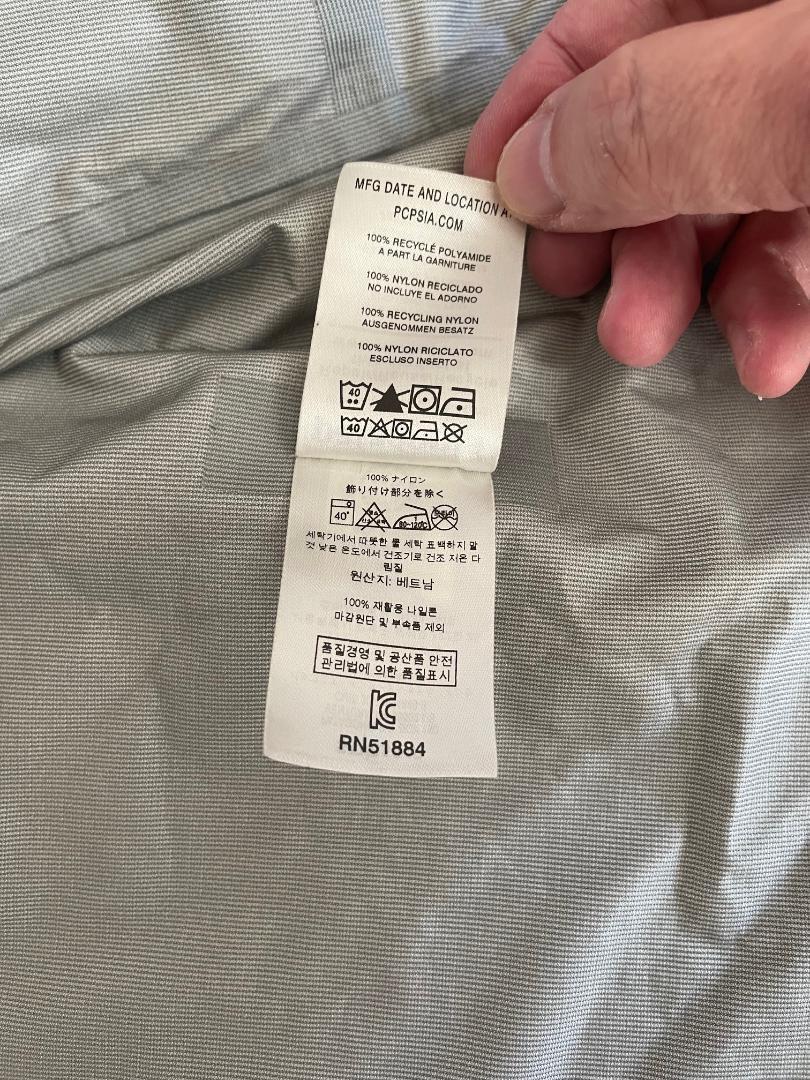 MFG DATE AND LOCATION
PCPSIA.COM
100% RECYCLÉ POLYAMIDE
A PART LA GARNITURE
100% NYLON RECICLADO
NO INCLUYE EL ADORNO
100% RECYCLING NYLON
AUSGENOMMEN BESATZ
100% NYLON RICICLATO
ESCLUSO INSERTO
40
40
100% ナイロン
飾り付け部分を除く
40° 80~120℃
세탁기에서 따뜻한 물 세탁 표백하지 말
것 낮은 온도에서 건조기로 건조 저온 다
림질
원산지: 베트남
100% 재활용 나일론
마감원단 및 부속품 제외
품질경영 및 공산품 안전
관리법에 의한 품질표시
RN51884